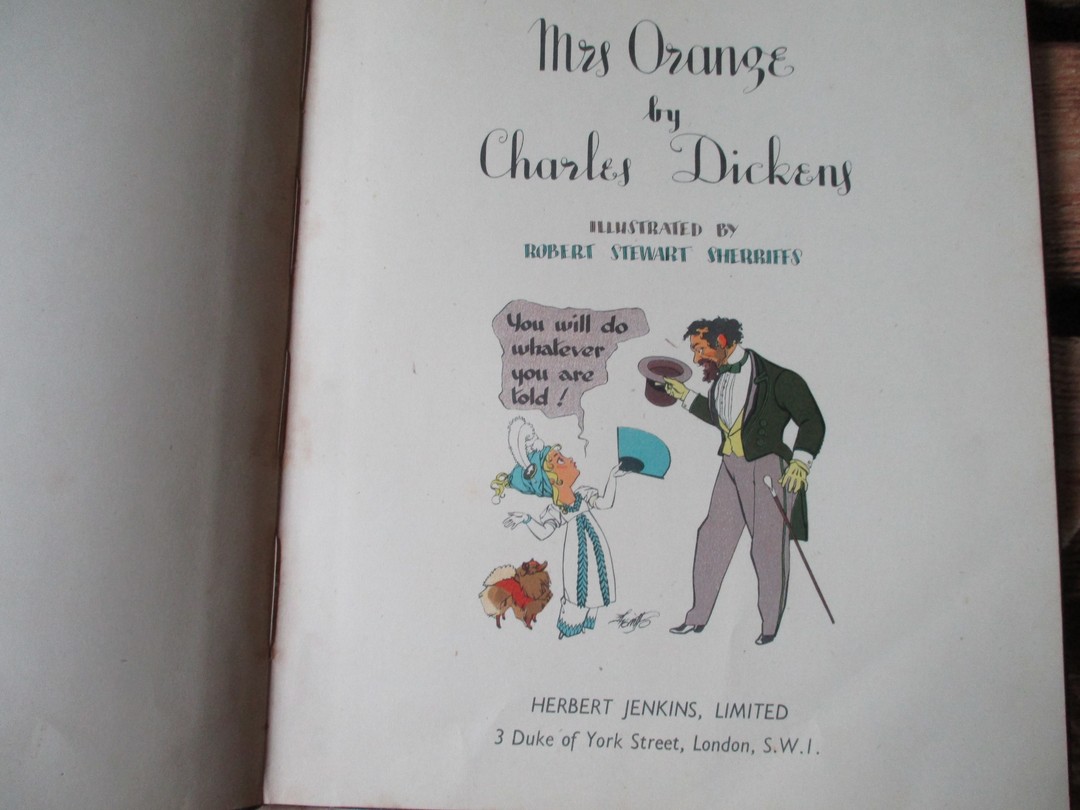 Mrs Orange
by
Charles Dickens
ILLUSTRATED BY
ROBERT STEWART SHERRIFFS
You will do
whatever
you are
told!
HERBERT JENKINS, LIMITED
3 Duke of York Street, London, S.W.1.